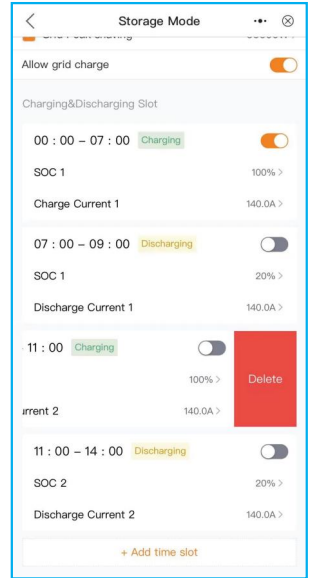 Storage Mode
Allow grid charge
Charging&Discharging Slot
00 : 00 – 07 : 00 Charging
SOC 1 100% >
Charge Current 1 140.0A >
07 : 00 – 09 : 00 Discharging
SOC 1 20% >
Discharge Current 1 140.0A >
11 : 00 Charging
100% > Delete
Current 2 140.0A >
11 : 00 – 14 : 00 Discharging
SOC 2 20% >
Discharge Current 2 140.0A >
+ Add time slot